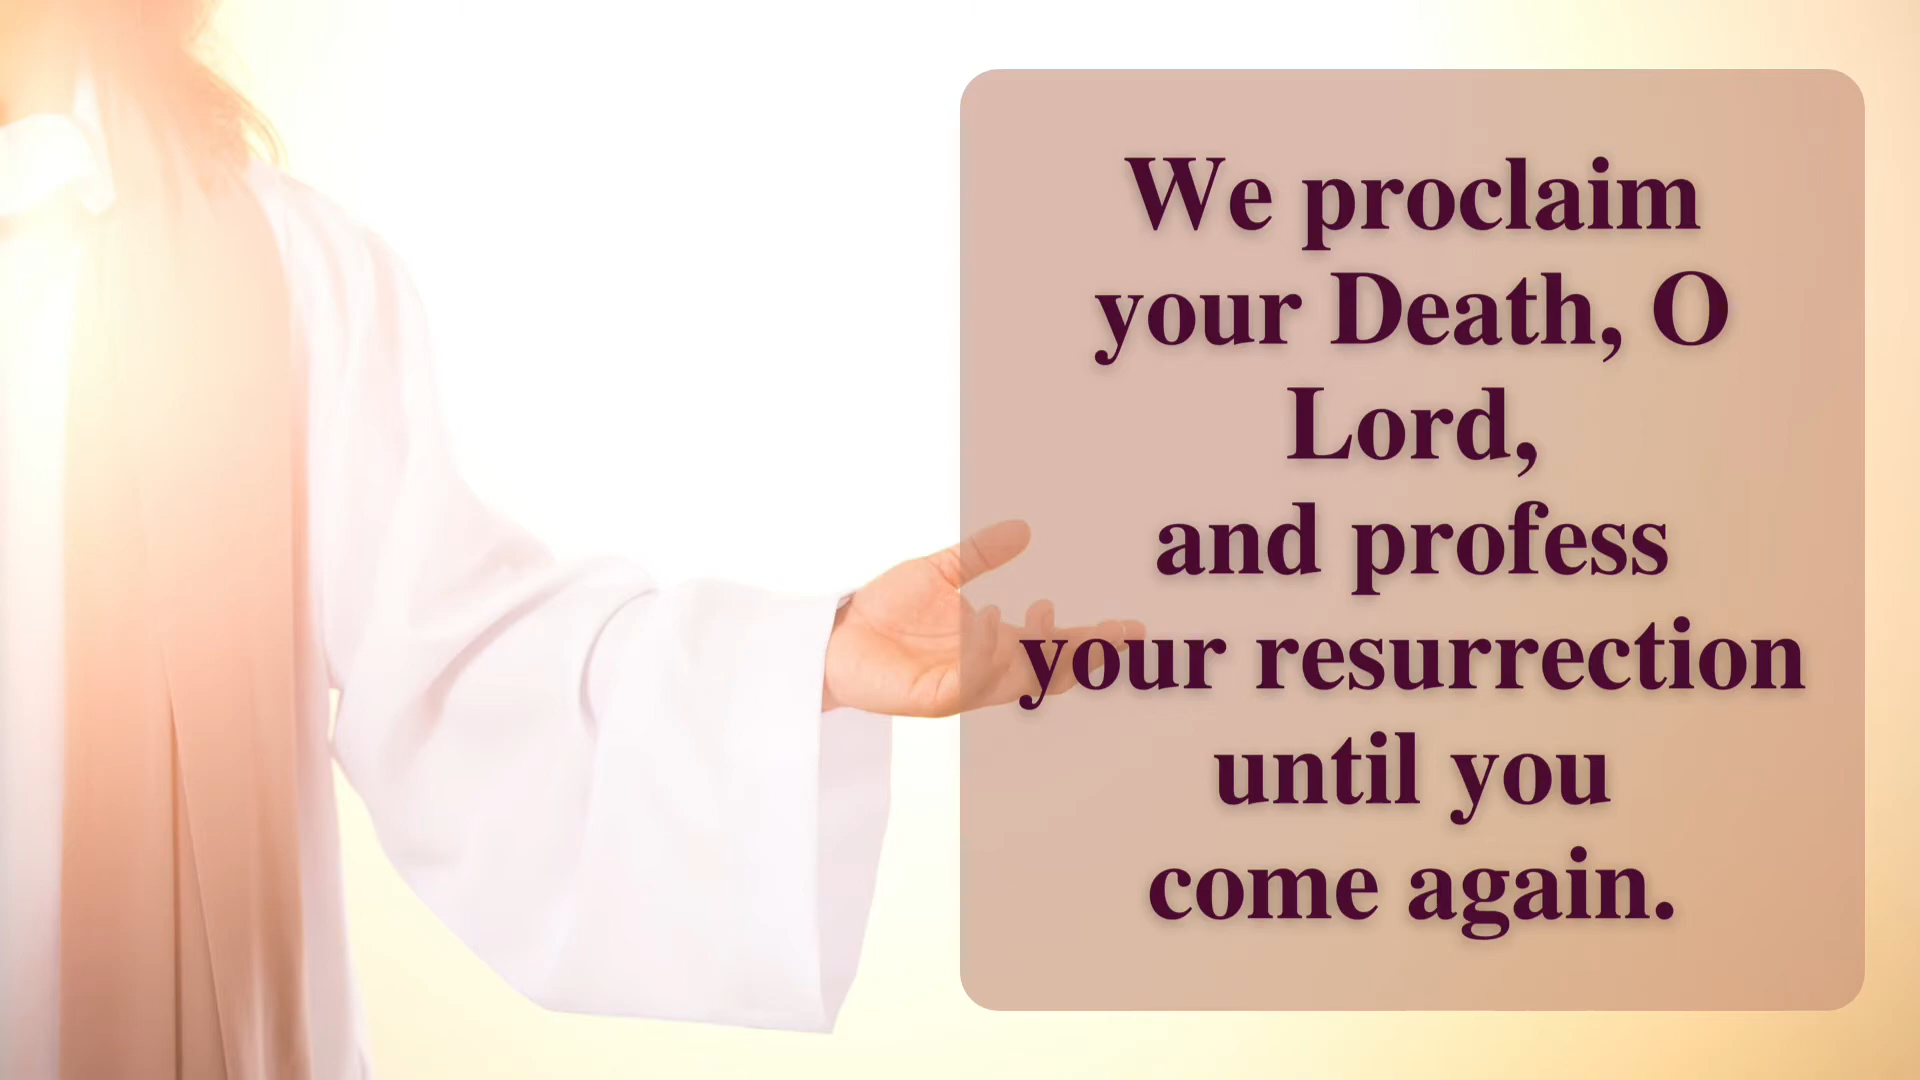 We proclaim
your Death, O
Lord,
and profess
your resurrection
until you
come again.